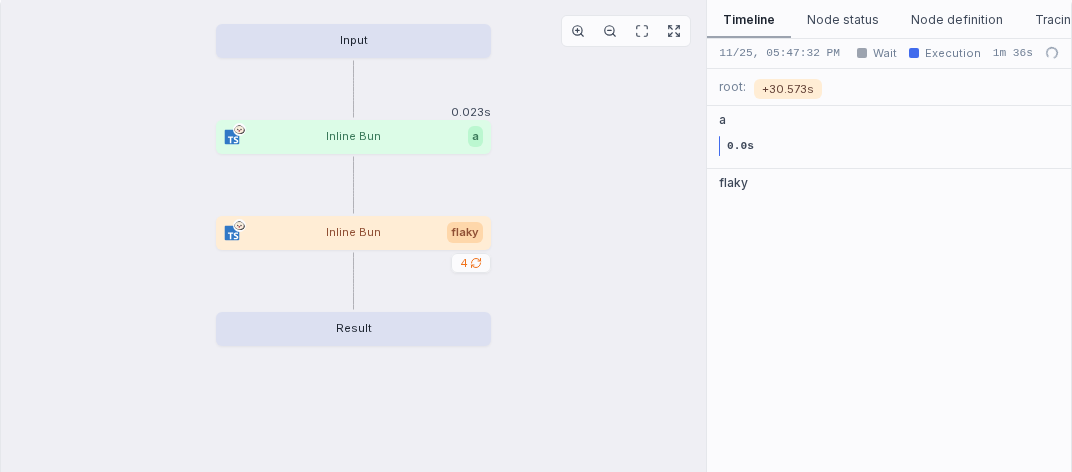 Input
0.023s
TS Inline Bun a
TS Inline Bun flaky
4
Result
Timeline Node status Node definition Tracin
11/25, 05:47:32 PM Wait Execution 1m 36s
root: +30.573s
a
0.0s
flaky